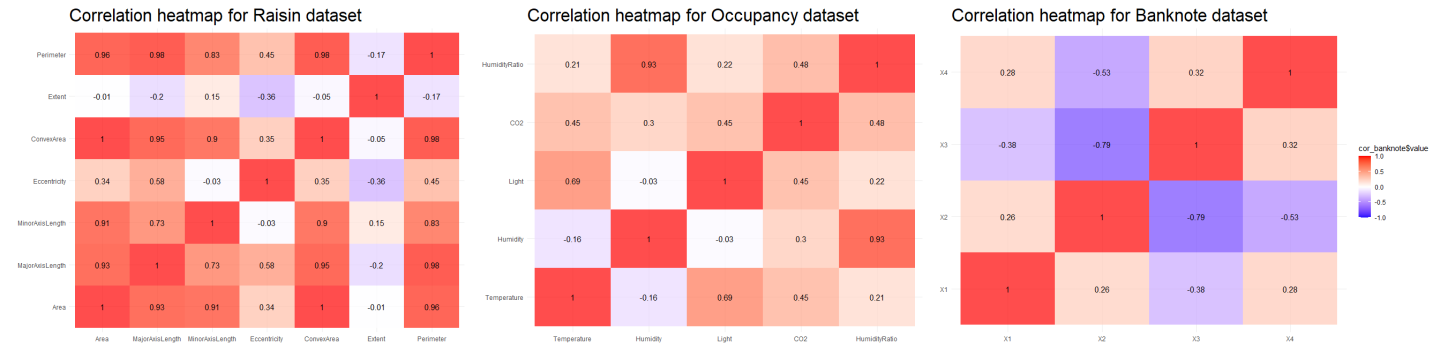 Correlation heatmap for Raisin dataset
Perimeter 0.96 0.98 0.83 0.45 0.98 -0.17 1
Extent -0.01 -0.2 0.15 -0.36 -0.05 1 -0.17
ConvexArea 1 0.95 0.9 0.35 1 -0.05 0.98
Eccentricity 0.34 0.58 -0.03 1 0.35 -0.36 0.45
MinorAxisLength 0.91 0.73 1 -0.03 0.9 0.15 0.83
MajorAxisLength 0.93 1 0.73 0.58 0.95 -0.2 0.98
Area 1 0.93 0.91 0.34 1 -0.01 0.96
Area MajorAxisLength MinorAxisLength Eccentricity ConvexArea Extent Perimeter
Correlation heatmap for Occupancy dataset
HumidityRatio 0.21 0.93 0.22 0.48 1
CO2 0.45 0.3 0.45 1 0.48
Light 0.69 -0.03 1 0.45 0.22
Humidity -0.16 1 -0.03 0.3 0.93
Temperature 1 -0.16 0.69 0.45 0.21
Temperature Humidity Light CO2 HumidityRatio
Correlation heatmap for Banknote dataset
X4 0.28 -0.53 0.32 1
X3 -0.38 -0.79 1 0.32
X2 0.26 1 -0.79 -0.53
X1 1 0.26 -0.38 0.28
X1 X2 X3 X4
cor_banknote$value
1.0
0.5
0.0
-0.5
-1.0